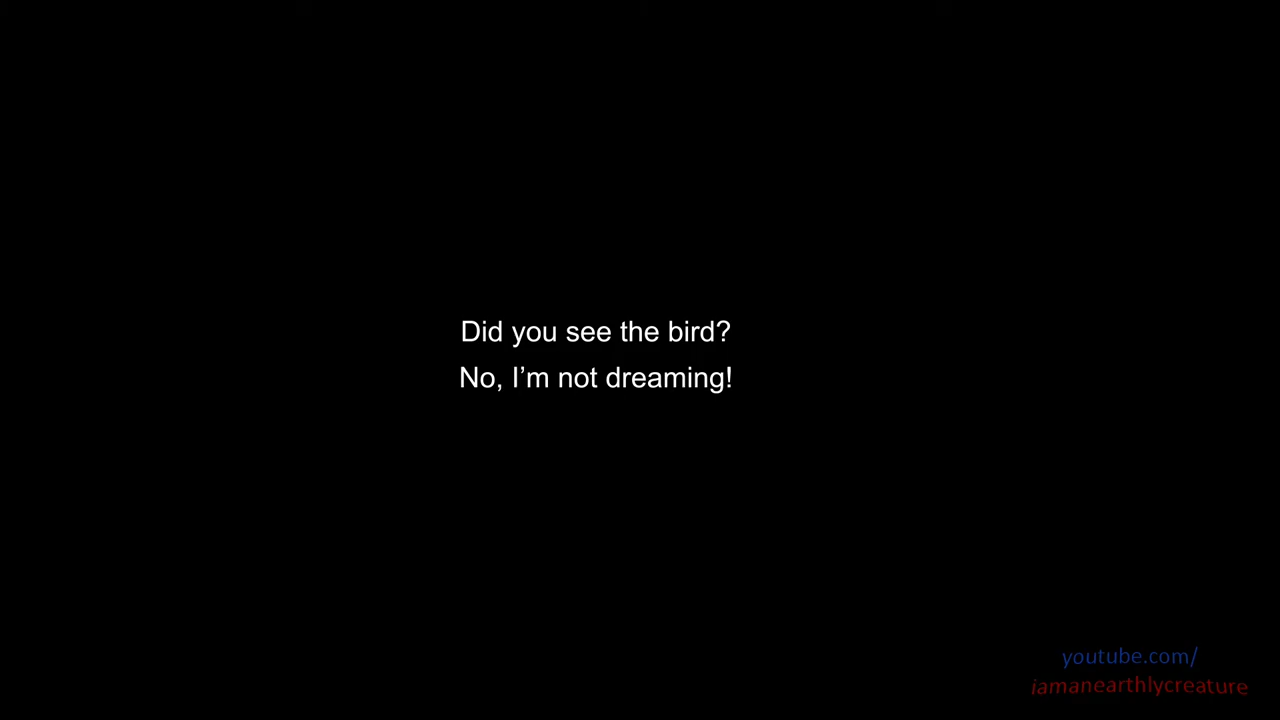 Did you see the bird?
No, I’m not dreaming!
youtube.com/
iamanearthlycreature